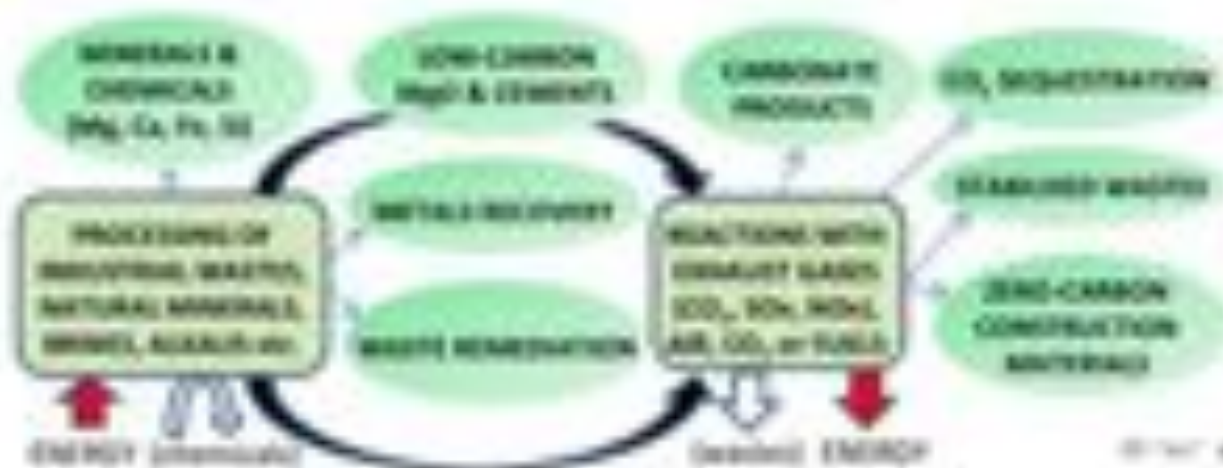 MINERALS &
CHEMICALS
(Mg, Ca, Fe, Si)
LOW-CARBON
MgO & CEMENTS
CARBONATE
PRODUCTS
CO₂ SEQUESTRATION
METALS RECOVERY
STABILISED WASTES
PROCESSING OF
INDUSTRIAL WASTES,
NATURAL MINERALS,
BRINES, ALKALIS etc.
REACTIONS WITH
EXHAUST GASES
(CO₂, SOx, NOx),
AIR, CO₂ or FUELS
WASTE REMEDIATION
ZERO-CARBON
CONSTRUCTION
MATERIALS
ENERGY
(chemicals)
(wastes)
ENERGY